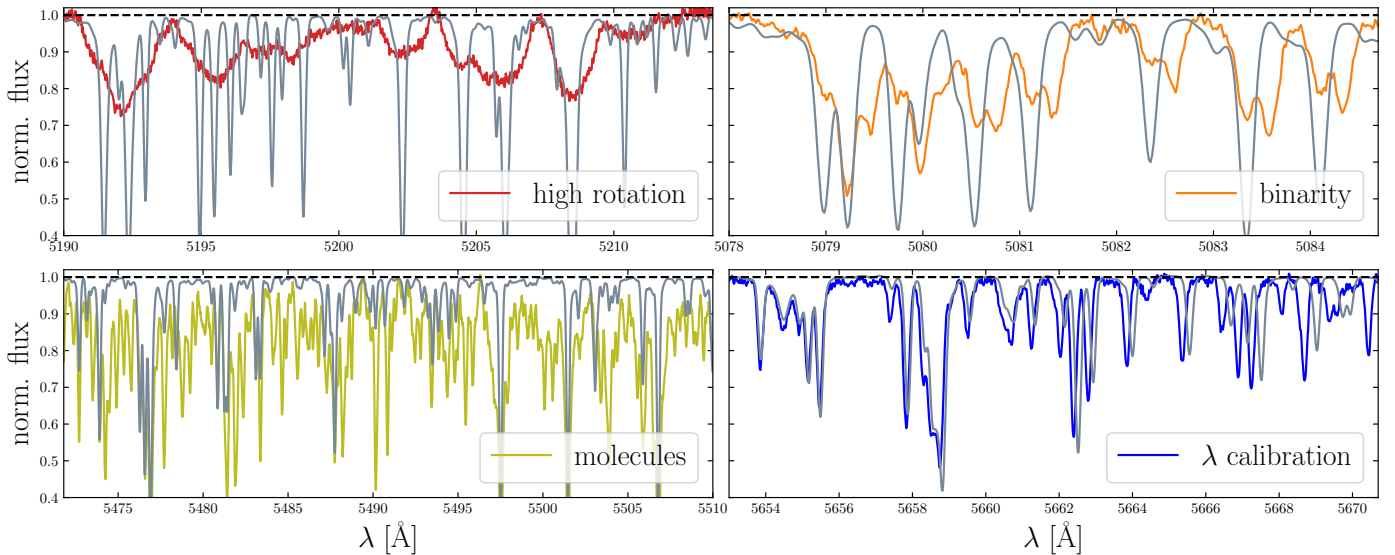 1.0
0.9
0.8
0.7
0.6
0.5
0.4
norm. flux
5190 5195 5200 5205 5210
high rotation
5078 5079 5080 5081 5082 5083 5084
binarity
1.0
0.9
0.8
0.7
0.6
0.5
0.4
norm. flux
5475 5480 5485 5490 5495 5500 5505 5510
molecules
λ [Å]
5654 5656 5658 5660 5662 5664 5666 5668 5670
λ calibration
λ [Å]